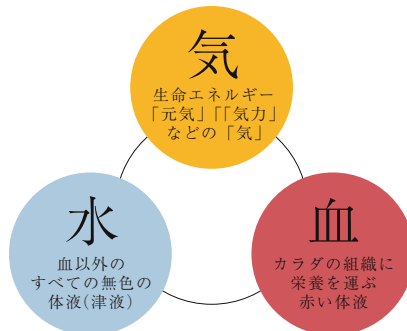 気
生命エネルギー
「元気」「「気力」
などの「気」
水
血以外の
すべての無色の
体液(津液)
血
カラダの組織に
栄養を運ぶ
赤い体液